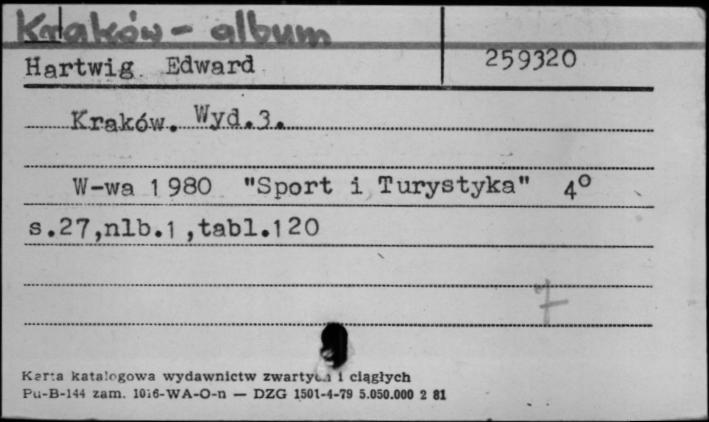 Kraków - album
Hartwig Edward 259320
Kraków. Wyd.3.
W-wa 1980 "Sport i Turystyka" 4°
s.27,nlb.1,tabl.120
7
Karta katalogowa wydawnictw zwartych i ciągłych
Pu-B-144 zam. 1016-WA-O-n — DZG 1501-4-79 5.050.000 2 81